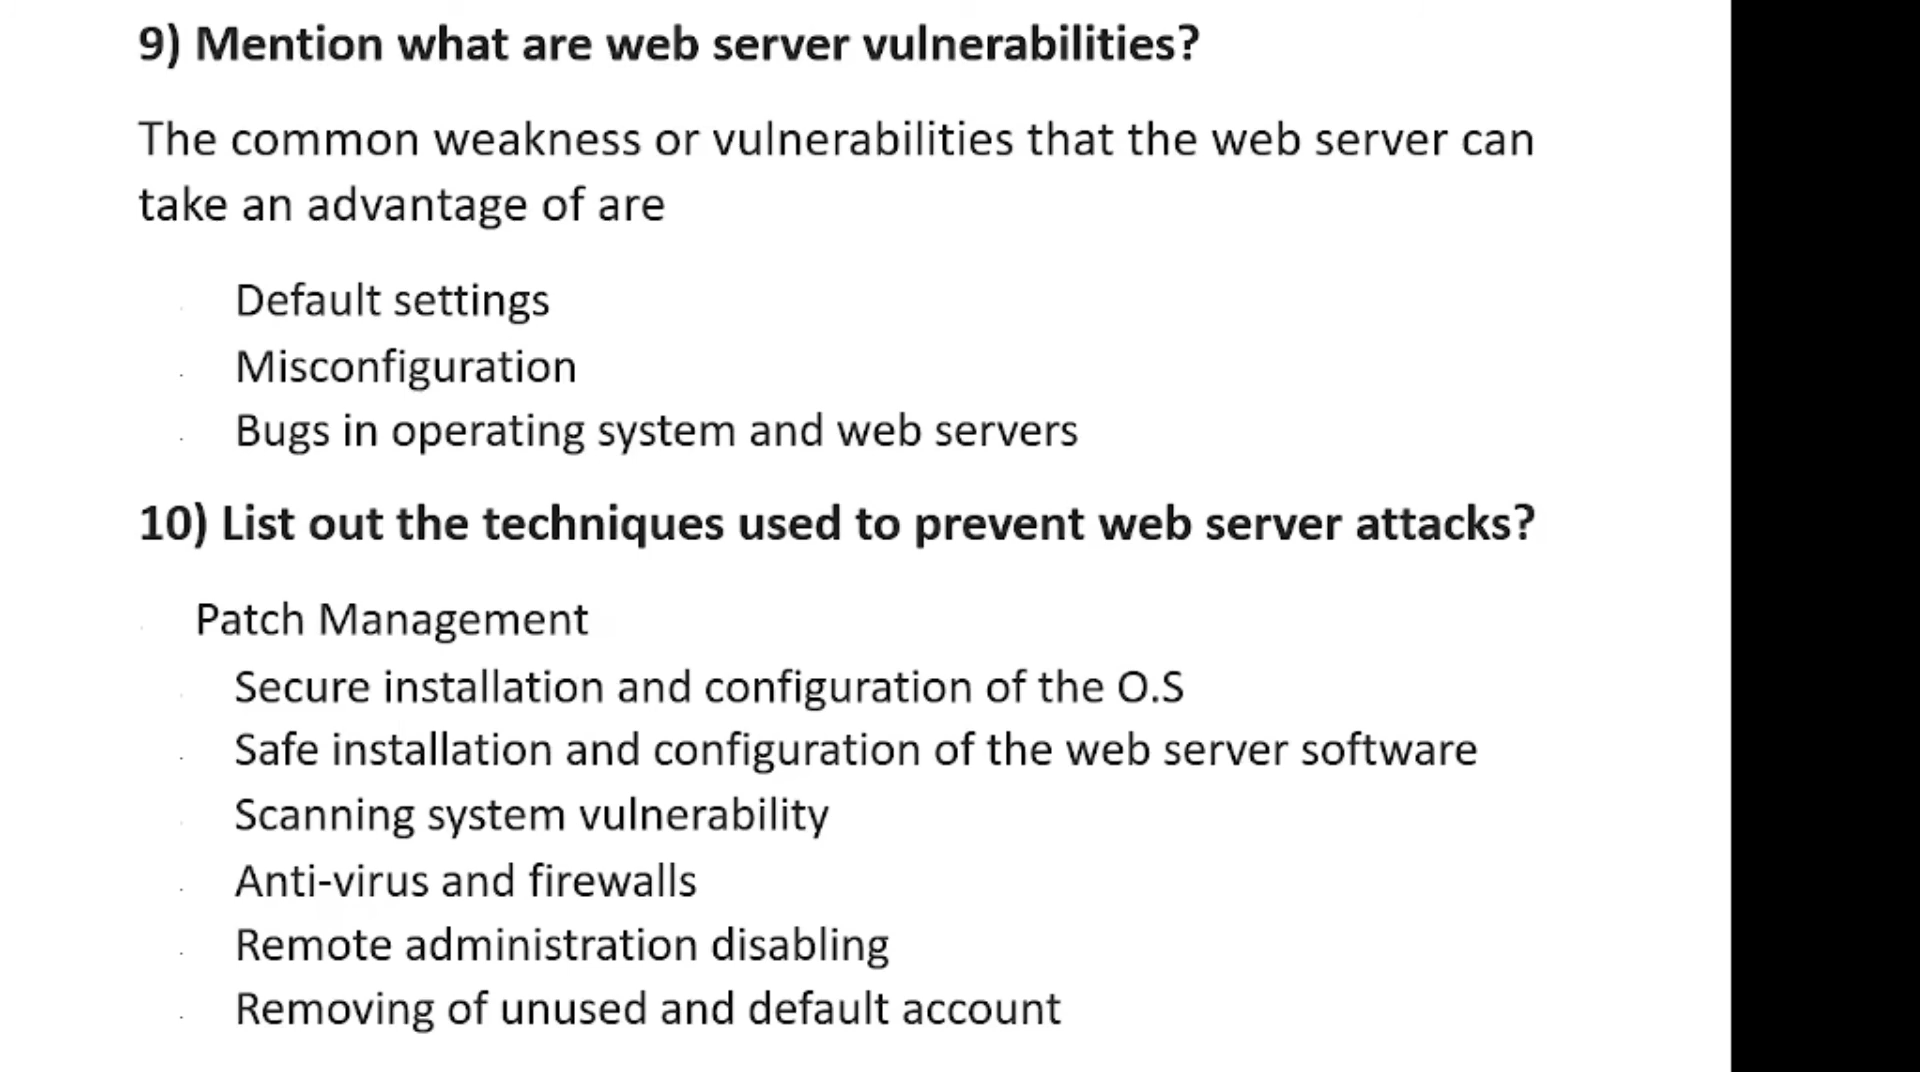 9) Mention what are web server vulnerabilities?
The common weakness or vulnerabilities that the web server can
take an advantage of are
Default settings
Misconfiguration
Bugs in operating system and web servers
10) List out the techniques used to prevent web server attacks?
Patch Management
Secure installation and configuration of the O.S
Safe installation and configuration of the web server software
Scanning system vulnerability
Anti-virus and firewalls
Remote administration disabling
Removing of unused and default account